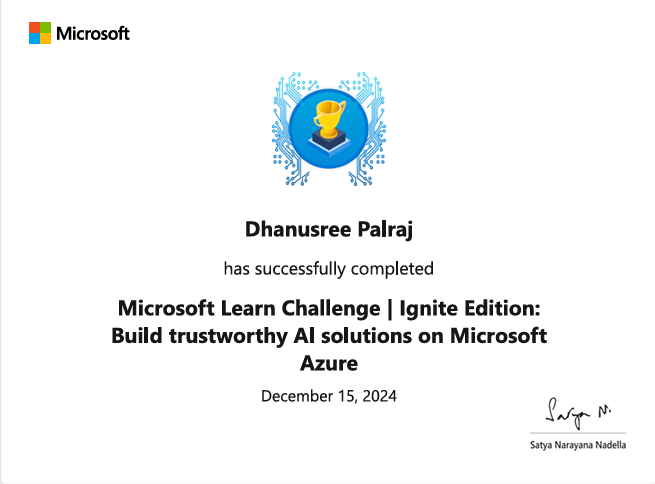 Microsoft
Dhanusree Palraj
has successfully completed
Microsoft Learn Challenge | Ignite Edition:
Build trustworthy AI solutions on Microsoft
Azure
December 15, 2024
Satya N.
Satya Narayana Nadella